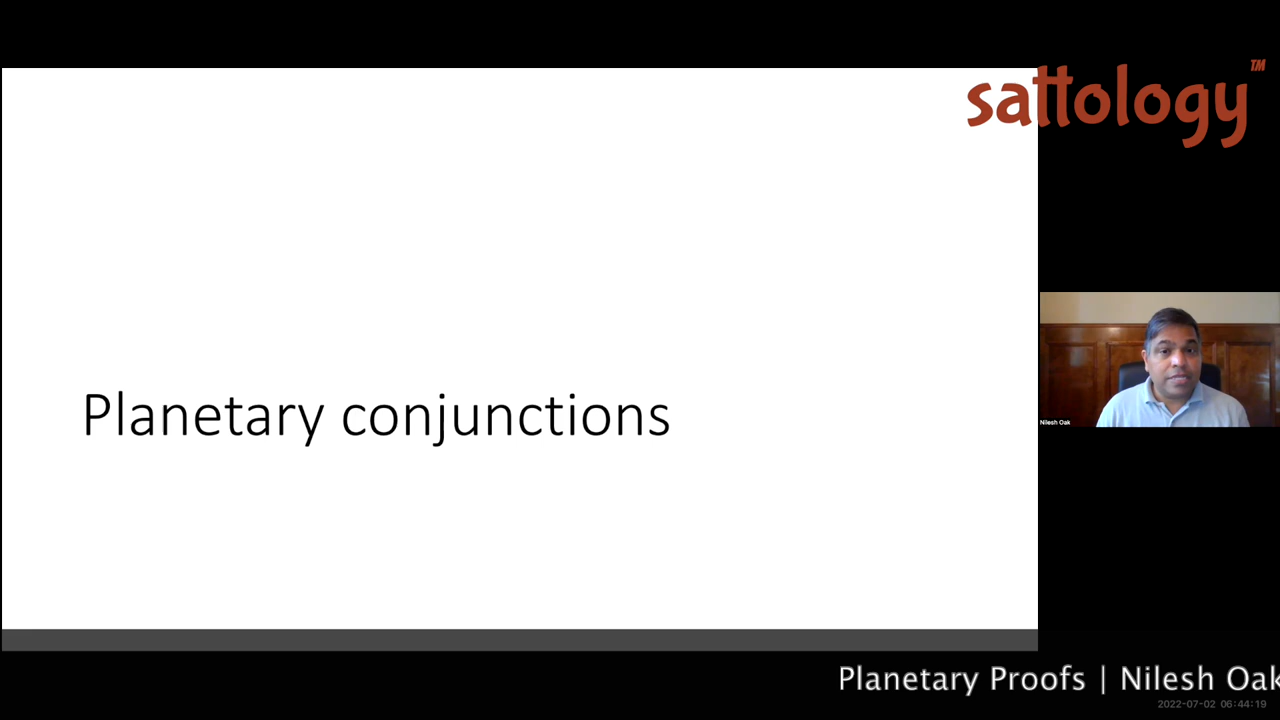 sattology™
Planetary conjunctions
Nilesh Oak
Planetary Proofs | Nilesh Oak
2022-07-02 06:44:19